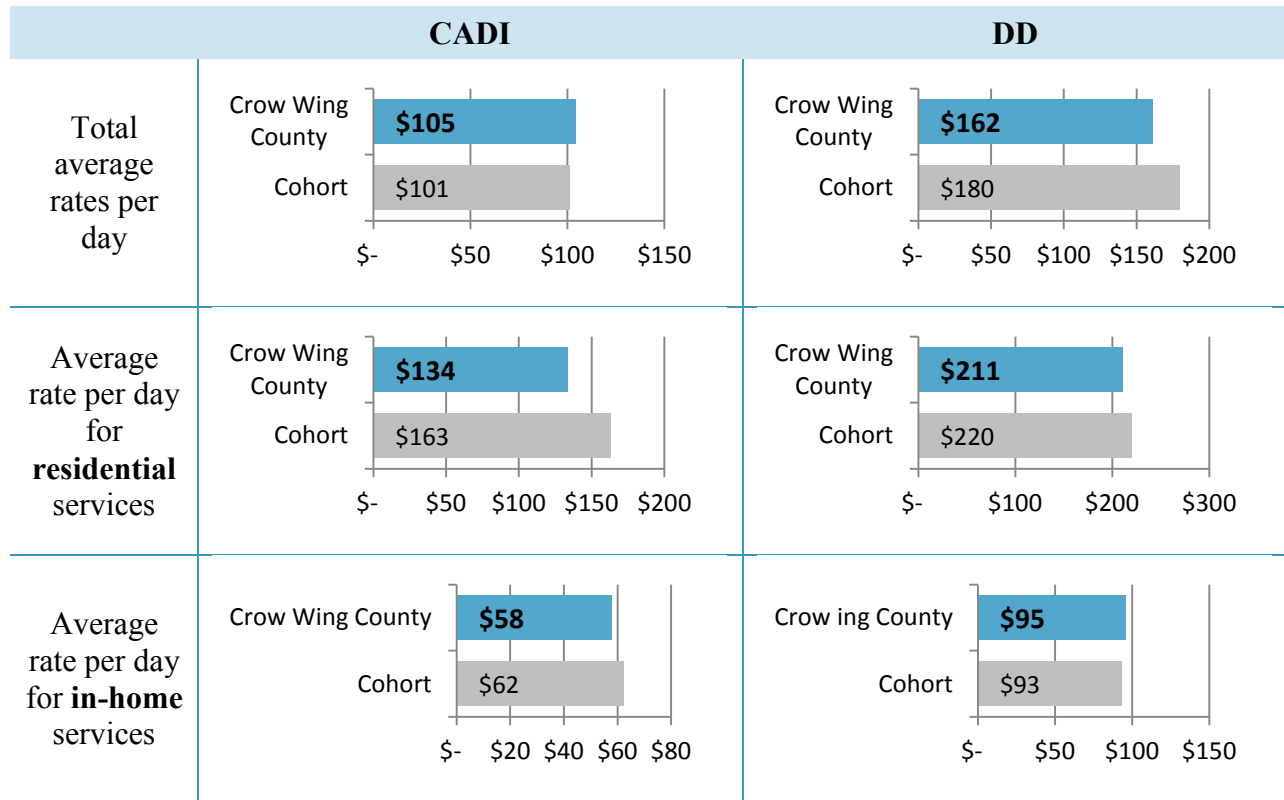 CADI
DD
Total
average
rates per
day
Crow Wing
County
$105
Cohort
$101
$- $50 $100 $150
Crow Wing
County
$162
Cohort
$180
$- $50 $100 $150 $200
Average
rate per day
for
residential
services
Crow Wing
County
$134
Cohort
$163
$- $50 $100 $150 $200
Crow Wing
County
$211
Cohort
$220
$- $100 $200 $300
Average
rate per day
for in-home
services
Crow Wing County
$58
Cohort
$62
$- $20 $40 $60 $80
Crow ing County
$95
Cohort
$93
$- $50 $100 $150